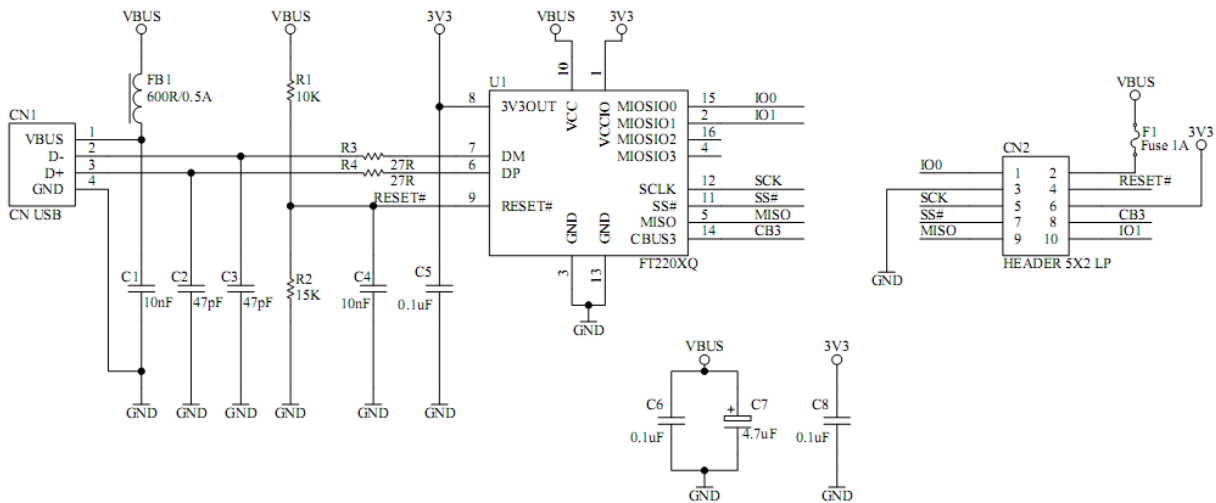 VBUS
VBUS
3V3
VBUS
3V3
FB1
600R/0.5A
R1
10K
U1
10
1
VCC
VCCIO
8
3V3OUT
MIOSIO0
15
IO0
MIOSIO1
2
IO1
MIOSIO2
16
MIOSIO3
4
CN1
VBUS
1
D-
2
D+
3
GND
4
CN USB
R3
27R
7
DM
R4
27R
6
DP
RESET#
9
RESET#
SCLK
12
SCK
SS#
11
SS#
MISO
5
MISO
CBUS3
14
CB3
GND
GND
3
13
FT220XQ
GND
C1
10nF
C2
47pF
C3
47pF
R2
15K
C4
10nF
C5
0.1uF
GND
GND
GND
GND
GND
GND
VBUS
F1
Fuse 1A
3V3
CN2
IO0
1
2
3
4
RESET#
SCK
5
6
SS#
7
8
CB3
MISO
9
10
IO1
HEADER 5X2 LP
GND
VBUS
3V3
C6
0.1uF
+
C7
4.7uF
C8
0.1uF
GND
GND